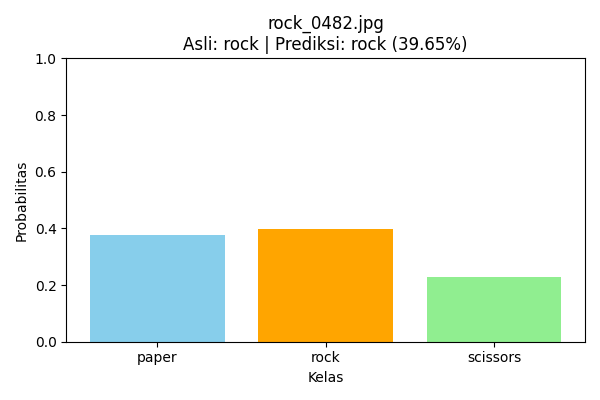 rock_0482.jpg
Asli: rock | Prediksi: rock (39.65%)
1.0
0.8
0.6
0.4
0.2
0.0
Probabilitas
paper
rock
scissors
Kelas